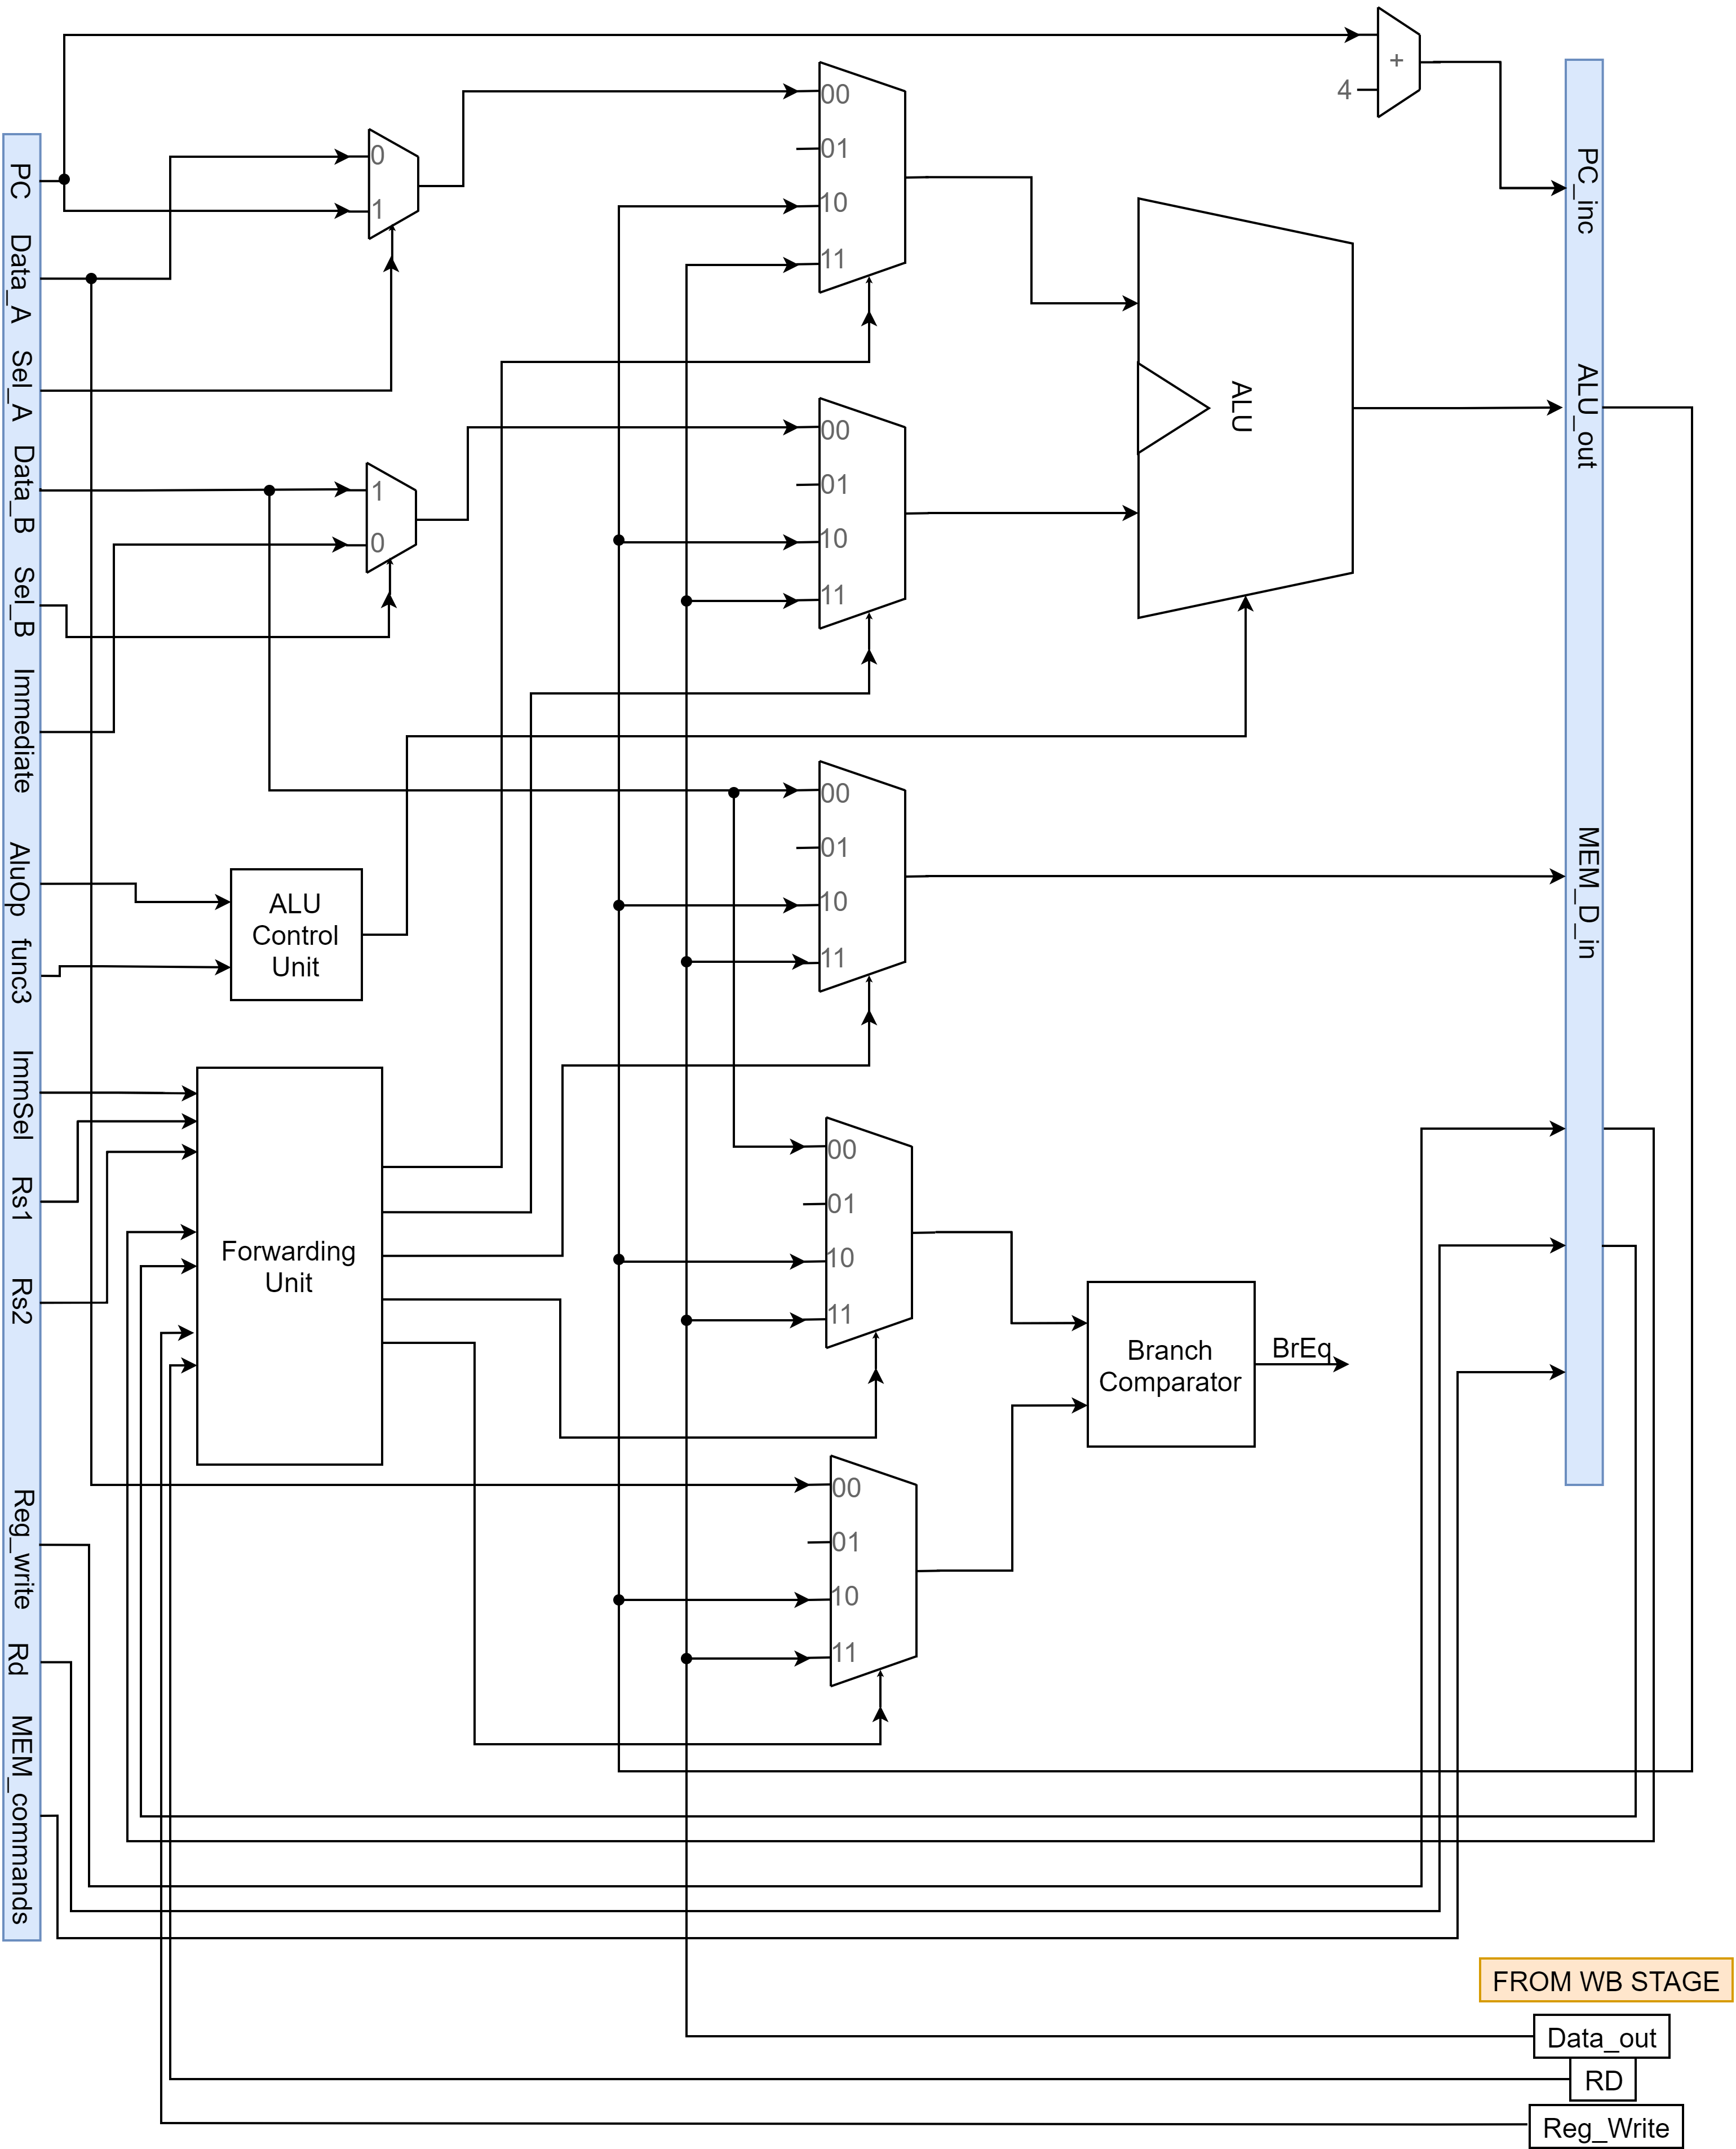 PC
Data_A
Sel_A
Data_B
Sel_B
Immediate
AluOp
func3
ImmSel
Rs1
Rs2
Reg_write
Rd
MEM_commands
0
1
1
0
ALU
Control
Unit
Forwarding
Unit
00
01
10
11
00
01
10
11
00
01
10
11
00
01
10
11
00
01
10
11
ALU
Branch
Comparator
BrEq
+
4
PC_inc
ALU_out
MEM_D_in
FROM WB STAGE
Data_out
RD
Reg_Write